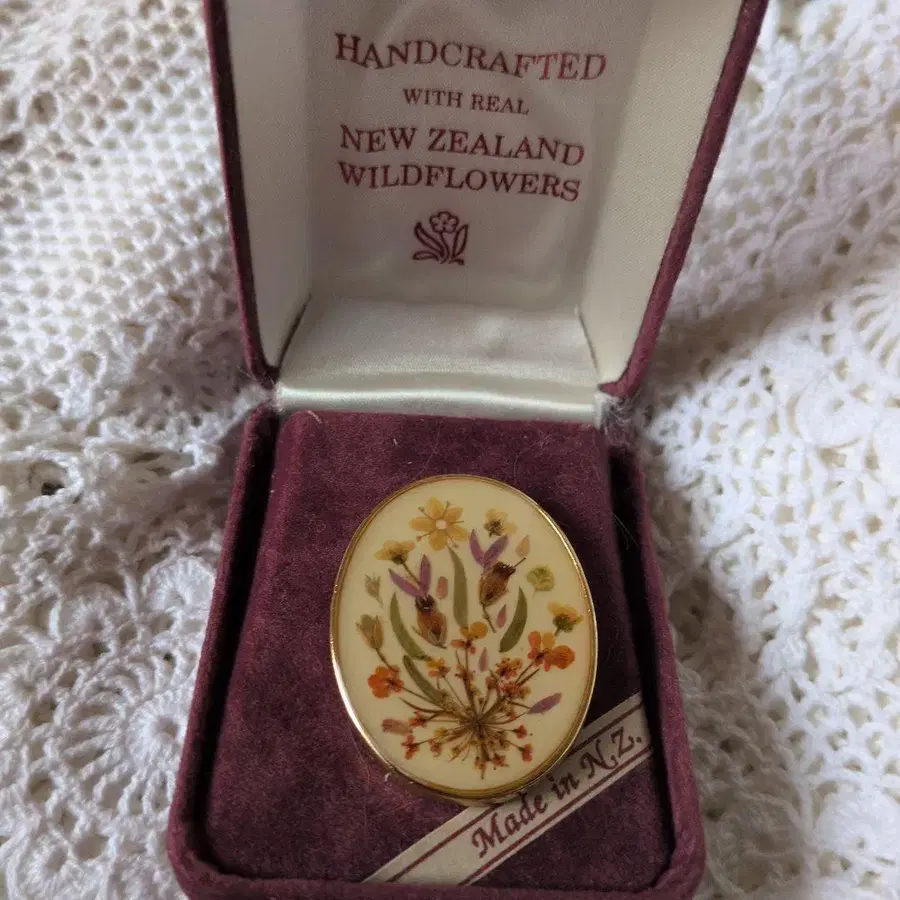 HANDCRAFTED
WITH REAL
NEW ZEALAND
WILDFLOWERS
Made in N.Z.